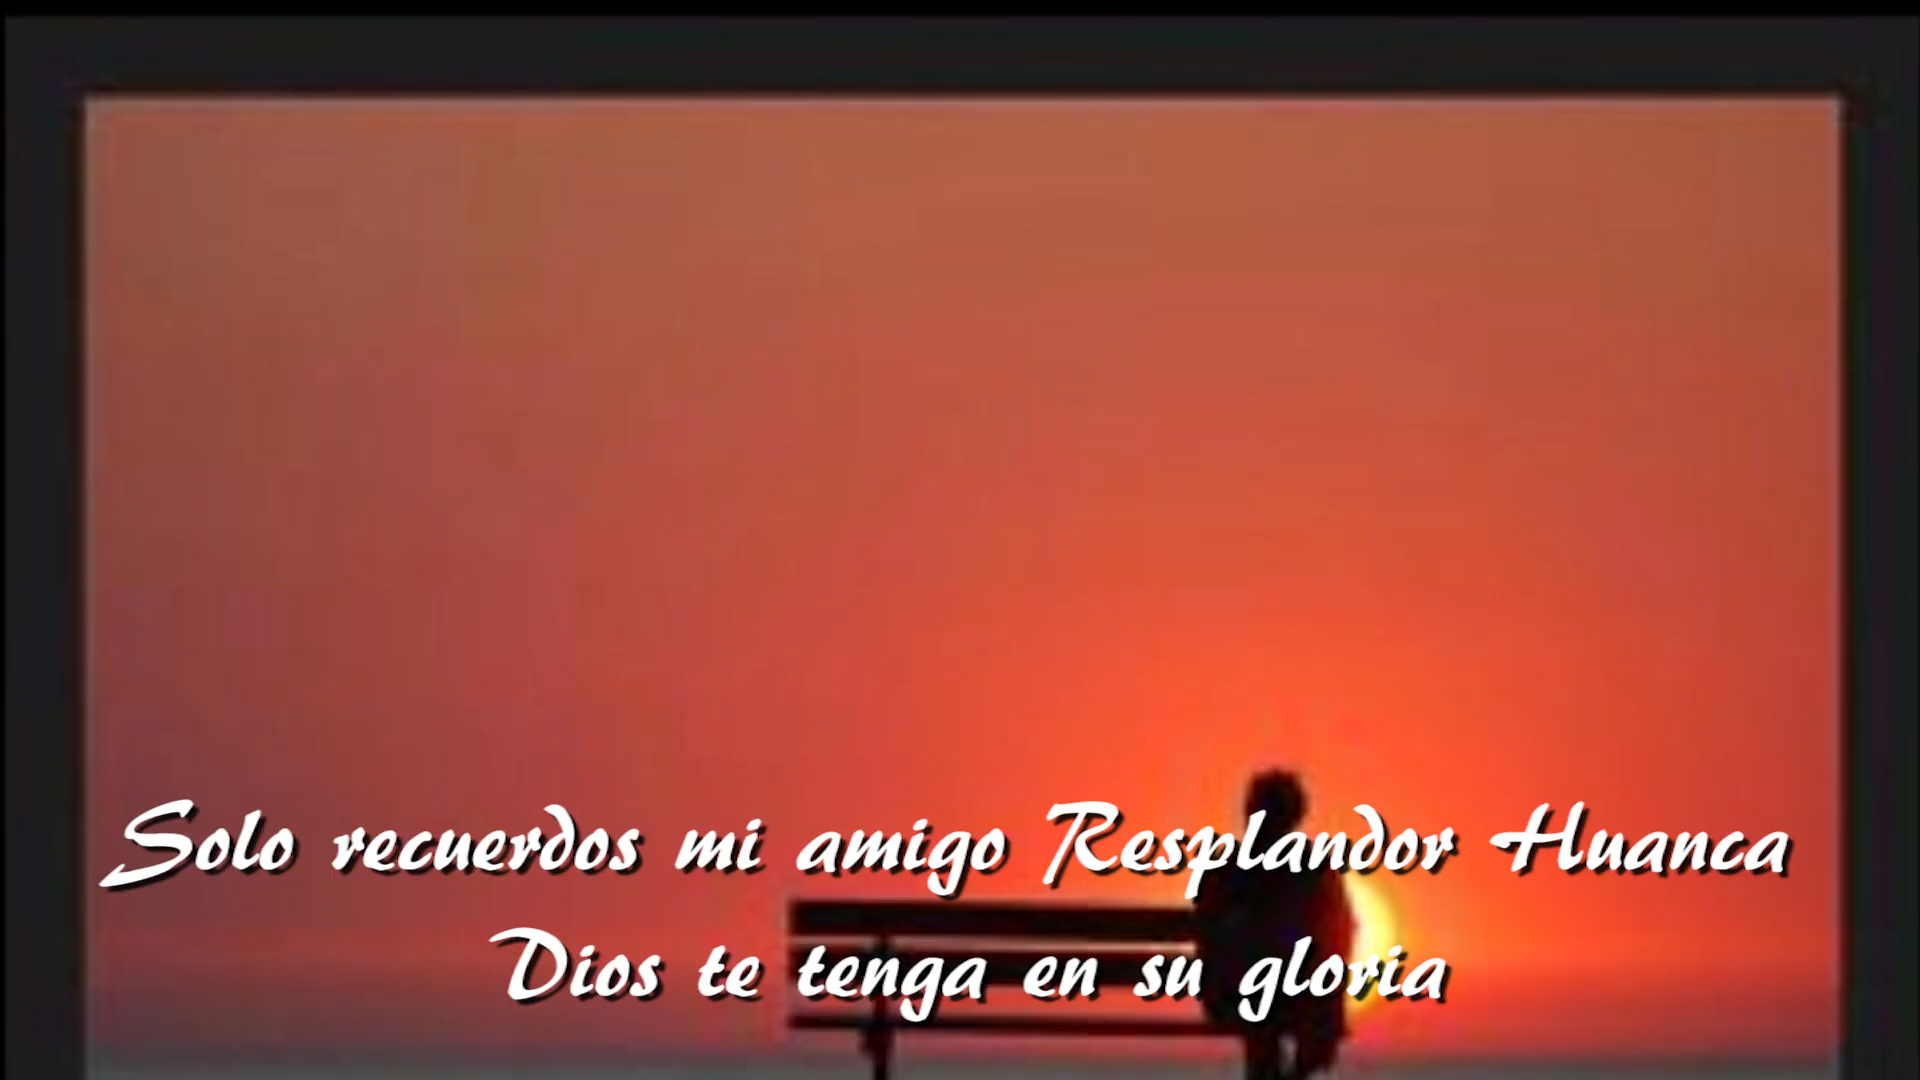 Solo recuerdos mi amigo Resplandor Huanca
Dios te tenga en su gloria